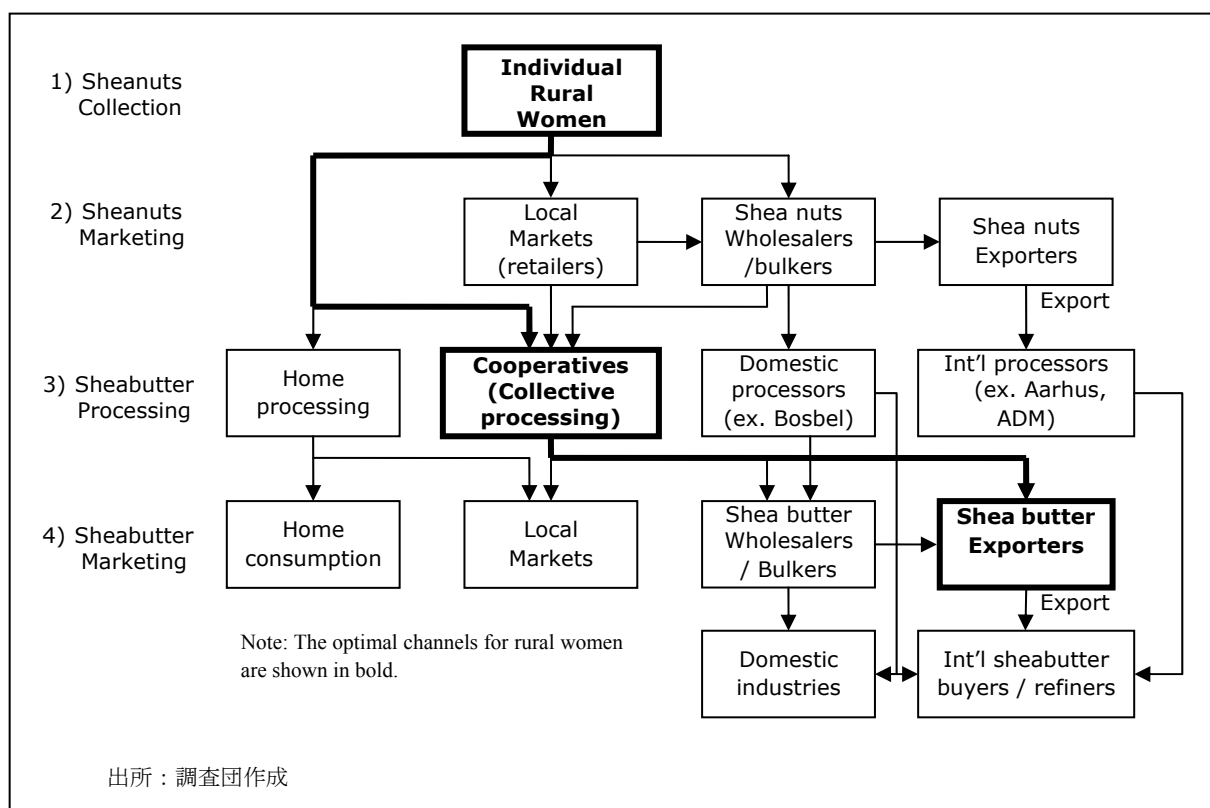 1) Sheanuts
Collection
Individual
Rural
Women
2) Sheanuts
Marketing
Local
Markets
(retailers)
Shea nuts
Wholesalers
/bulkers
Shea nuts
Exporters
Export
3) Sheabutter
Processing
Home
processing
Cooperatives
(Collective
processing)
Domestic
processors
(ex. Bosbel)
Int'l processors
(ex. Aarhus,
ADM)
4) Sheabutter
Marketing
Home
consumption
Local
Markets
Shea butter
Wholesalers
/ Bulkers
Shea butter
Exporters
Export
Note: The optimal channels for rural women
are shown in bold.
Domestic
industries
Int'l sheabutter
buyers / refiners
出所：調査団作成